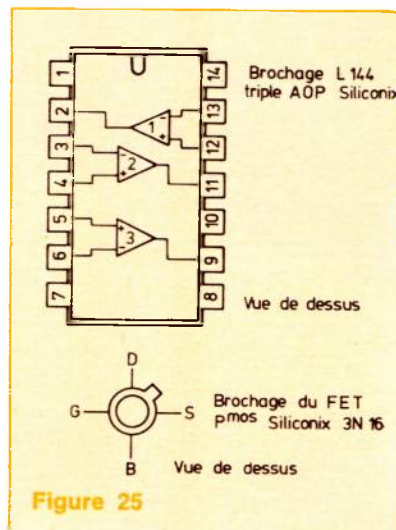 1
14
Brochage L 144
triple AOP Siliconix
2
1
-
+
13
3
-
2
+
12
4
11
5
+
3
-
10
6
9
7
8
Vue de dessus
D
G
S
B
Brochage du FET
pmos Siliconix 3N 16
Vue de dessus
Figure 25